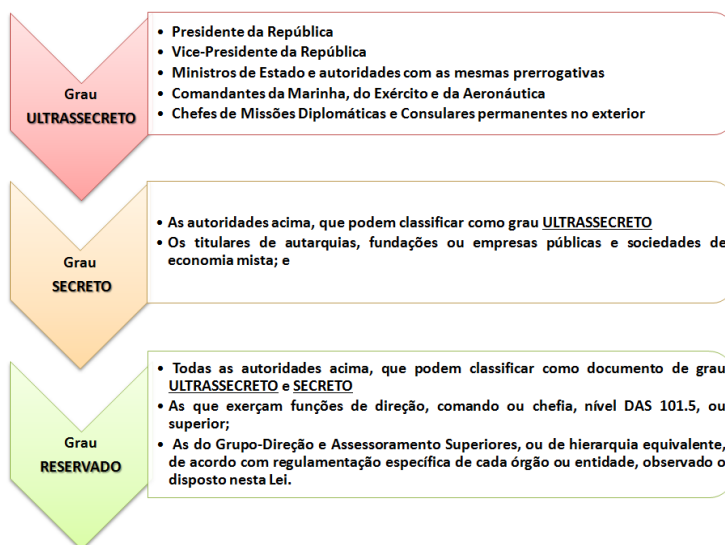 Grau
ULTRASSECRETO
• Presidente da República
• Vice-Presidente da República
• Ministros de Estado e autoridades com as mesmas prerrogativas
• Comandantes da Marinha, do Exército e da Aeronáutica
• Chefes de Missões Diplomáticas e Consulares permanentes no exterior
Grau
SECRETO
• As autoridades acima, que podem classificar como grau ULTRASSECRETO
• Os titulares de autarquias, fundações ou empresas públicas e sociedades de
economia mista; e
Grau
RESERVADO
• Todas as autoridades acima, que podem classificar como documento de grau
ULTRASSECRETO e SECRETO
• As que exerçam funções de direção, comando ou chefia, nível DAS 101.5, ou
superior;
• As do Grupo-Direção e Assessoramento Superiores, ou de hierarquia equivalente,
de acordo com regulamentação específica de cada órgão ou entidade, observado o
disposto nesta Lei.